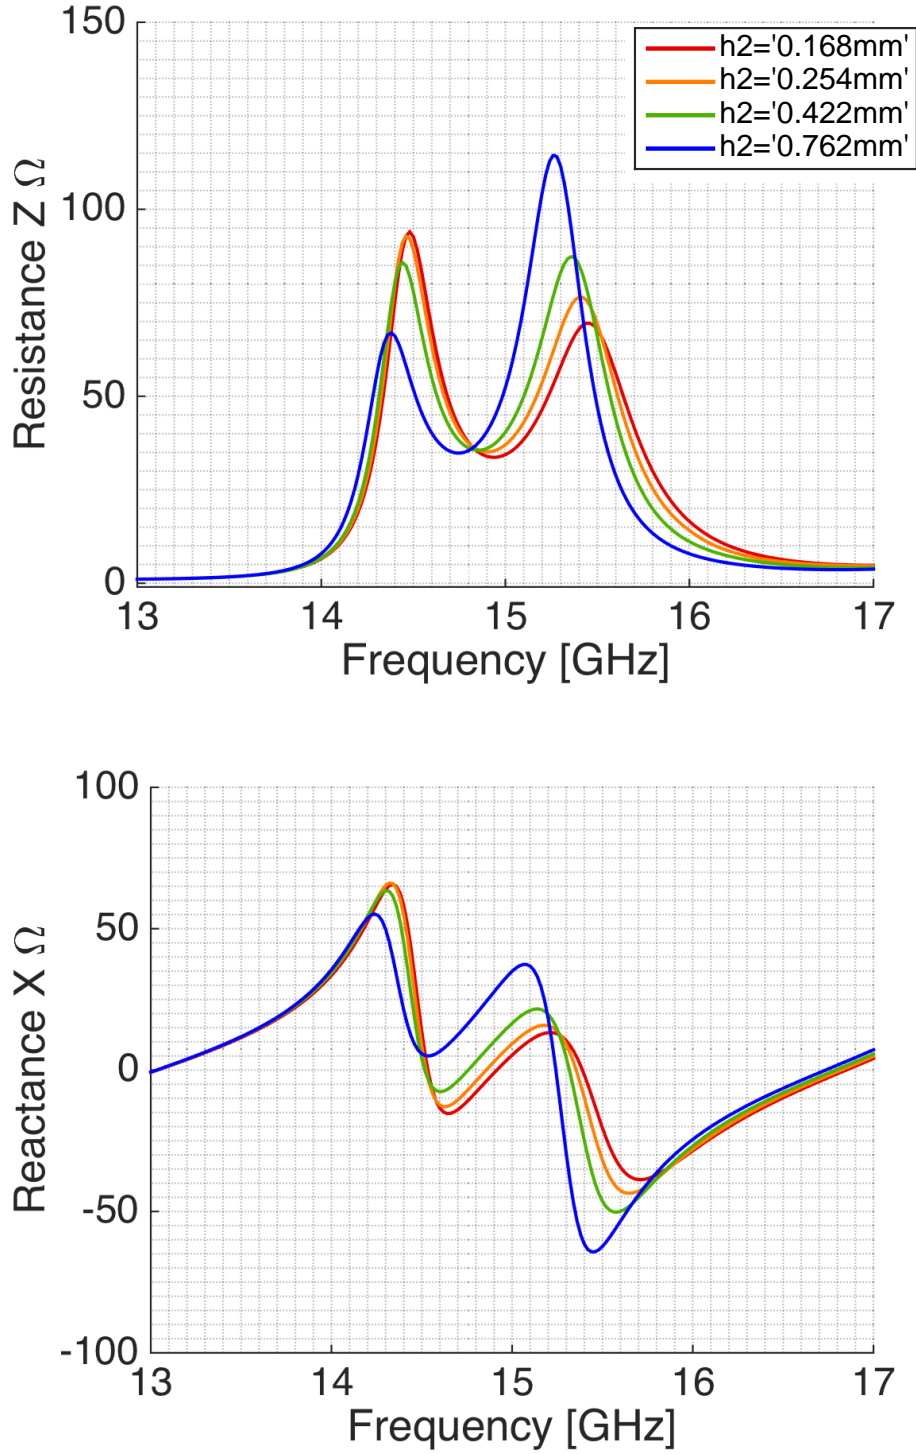 150
100
50
0
Resistance Z Ω
h2='0.168mm'
h2='0.254mm'
h2='0.422mm'
h2='0.762mm'
13 14 15 16 17
Frequency [GHz]
100
50
0
-50
-100
Reactance X Ω
13 14 15 16 17
Frequency [GHz]